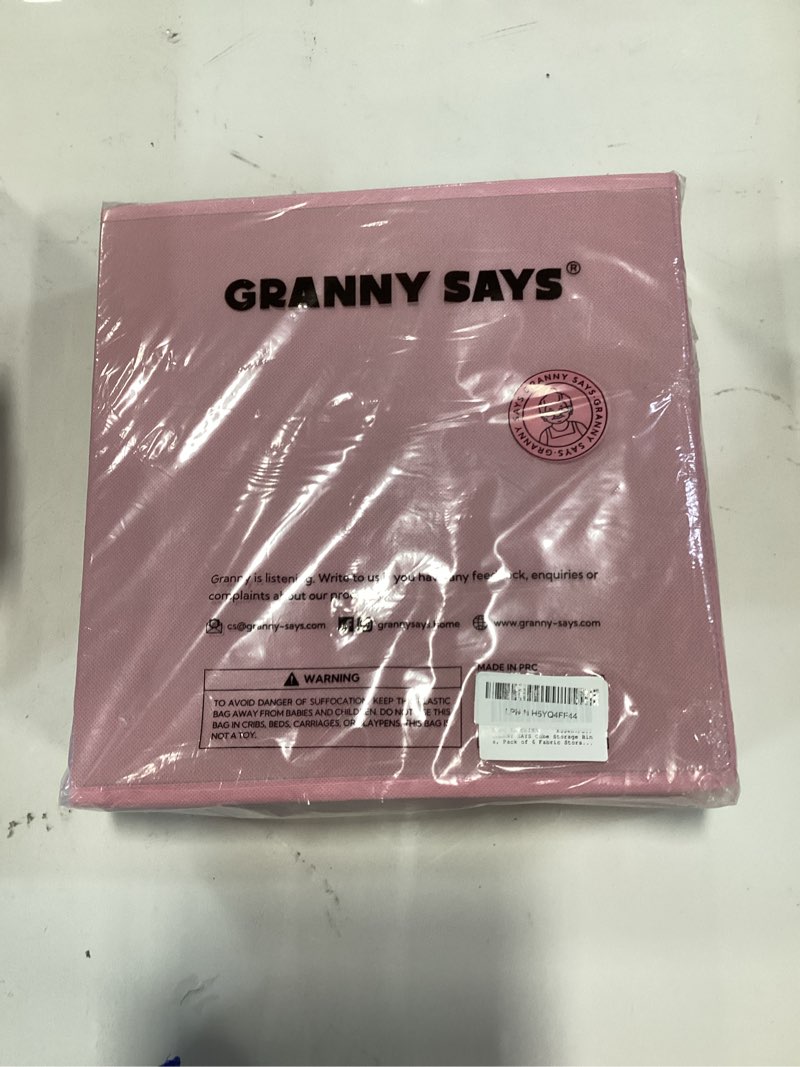 GRANNY SAYS®
GRANNY SAYS·GRANNY SAYS·GRANNY SAYS
Granny is listening. Write to us you have any feedback, enquiries or
complaints about our
cs@granny-says.com grannysays.home www.granny-says.com
WARNING
TO AVOID DANGER OF SUFFOCATION, KEEP THIS PLASTIC
BAG AWAY FROM BABIES AND CHILDREN. DO NOT USE THIS
BAG IN CRIBS, BEDS, CARRIAGES, OR PLAYPENS. THIS BAG IS
NOT A TOY.
MADE IN PRC
LPNNH5YQ4FF44
SAYS Cube Storage Bin
s, Pack of 6 Fabric Stora...